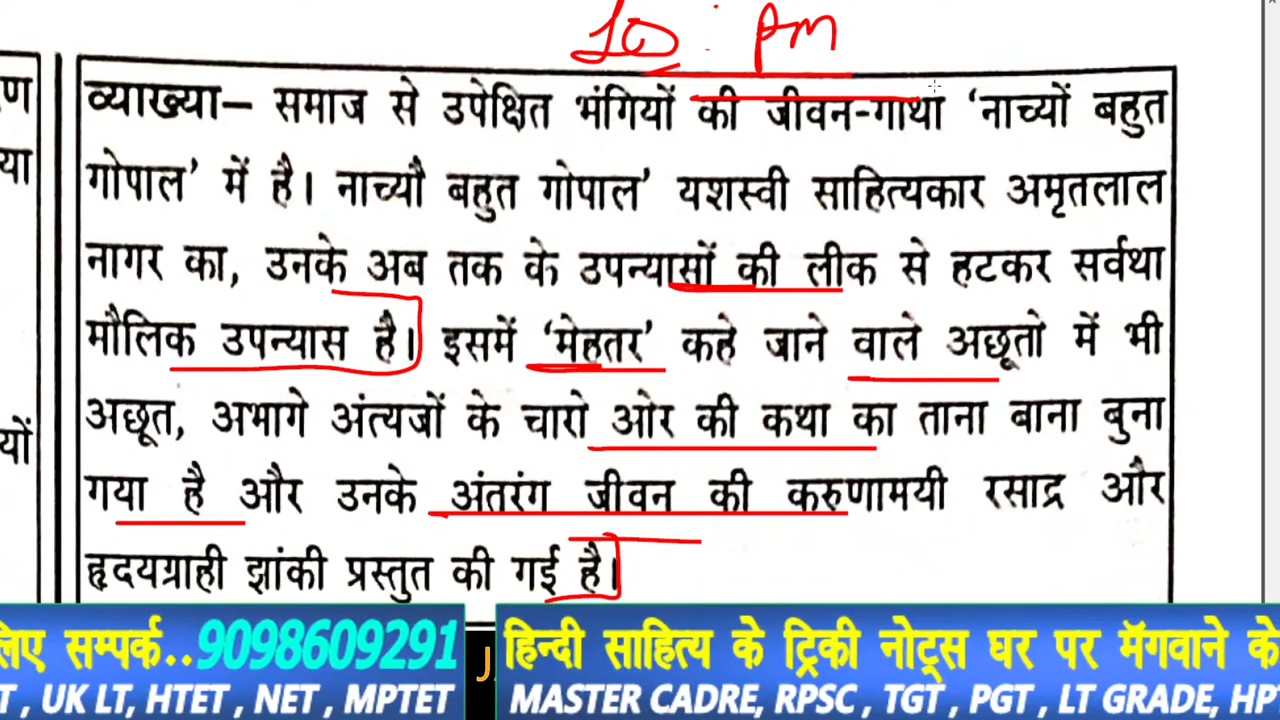 10 : PM
व्याख्या– समाज से उपेक्षित भंगियों की जीवन-गाथा ‘नाच्यों बहुत
गोपाल’ में है। नाच्यौ बहुत गोपाल’ यशस्वी साहित्यकार अमृतलाल
नागर का, उनके अब तक के उपन्यासों की लीक से हटकर सर्वथा
मौलिक उपन्यास है। इसमें ‘मेहतर’ कहे जाने वाले अछूतो में भी
अछूत, अभागे अंत्यजों के चारो ओर की कथा का ताना बाना बुना
गया है और उनके अंतरंग जीवन की करुणामयी रसाद्र और
हृदयग्राही झांकी प्रस्तुत की गई है।
या
यों
लिए सम्पर्क..9098609291
हिन्दी साहित्य के ट्रिकी नोट्स घर पर मॅगवाने के
T , UK LT, HTET , NET , MPTET
MASTER CADRE, RPSC , TGT , PGT , LT GRADE, HP